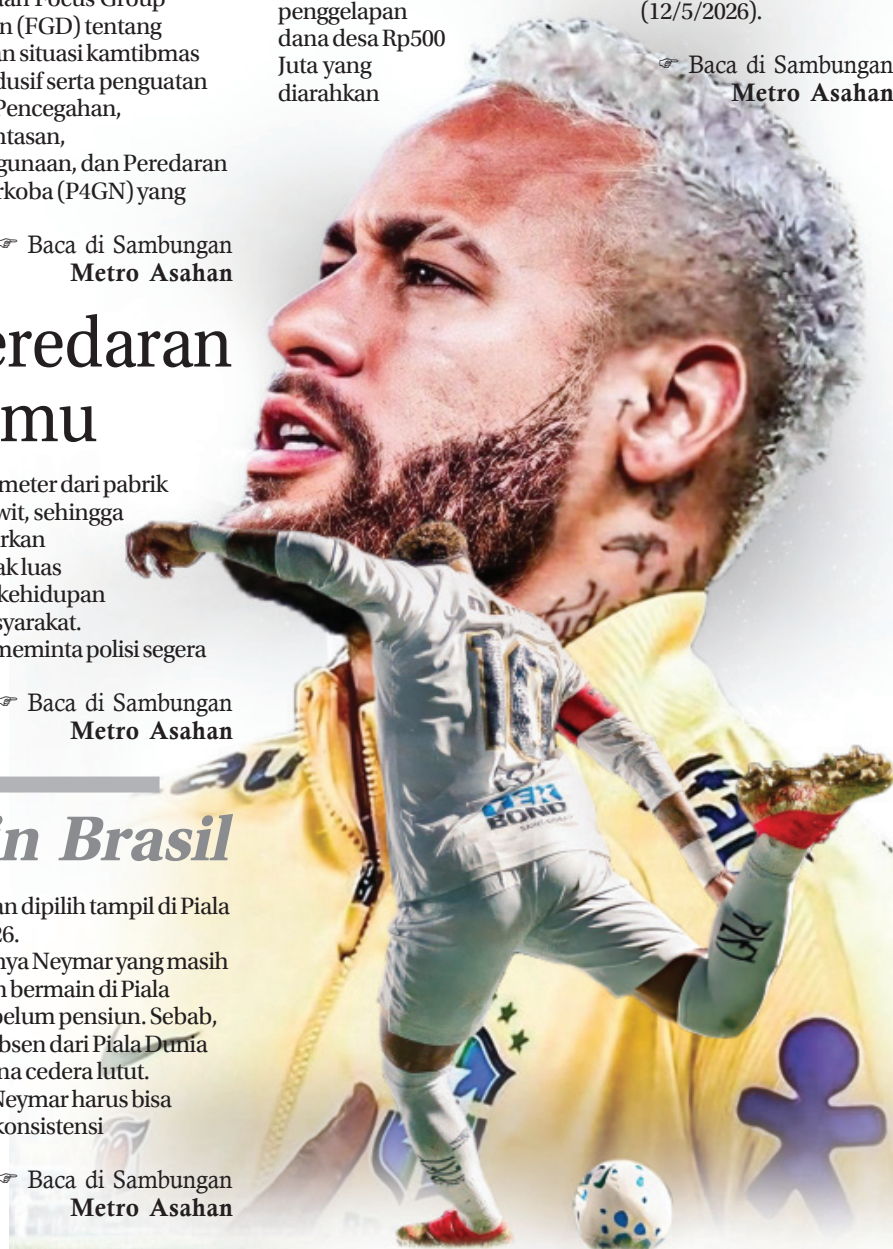 n (FGD) tentang
n situasi kamtibmas
dusif serta penguatan
Pencegahan,
ntasan,
gunaan, dan Peredaran
rkoba (P4GN) yang
☞ Baca di Sambungan
Metro Asahan
penggelapan
dana desa Rp500
Juta yang
diarahkan
(12/5/2026).
☞ Baca di Sambungan
Metro Asahan
eredaran
mu
meter dari pabrik
wit, sehingga
rkan
ak luas
kehidupan
syarakat.
meminta polisi segera
☞ Baca di Sambungan
Metro Asahan
in Brasil
an dipilih tampil di Piala
26.
nya Neymar yang masih
n bermain di Piala
belum pensiun. Sebab,
bsen dari Piala Dunia
na cedera lutut.
Neymar harus bisa
konsistensi
☞ Baca di Sambungan
Metro Asahan
10
TEK
BOND